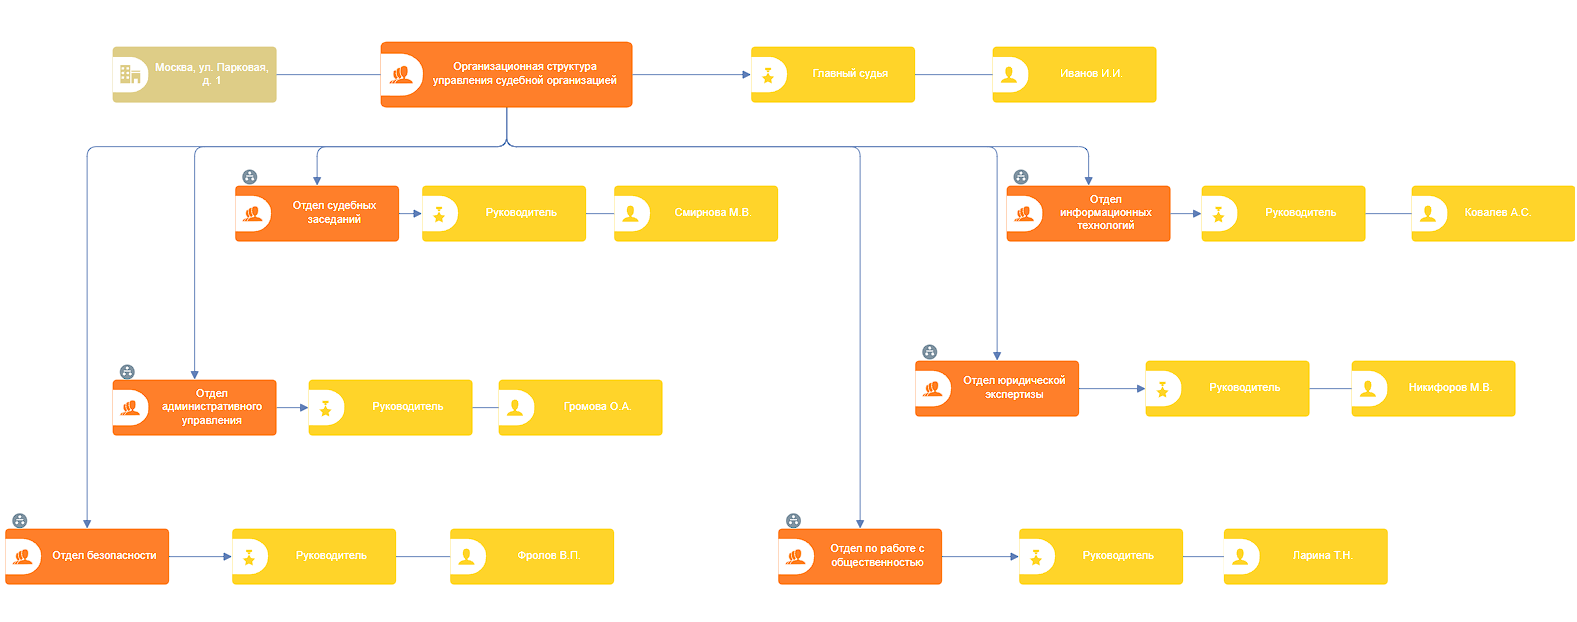 Москва, ул. Парковая,
д. 1
Организационная структура
управления судебной организацией
Главный судья
Иванов И.И.
Отдел судебных
заседаний
Руководитель
Смирнова М.В.
Отдел
информационных
технологий
Руководитель
Ковалев А.С.
Отдел
административного
управления
Руководитель
Громова О.А.
Отдел юридической
экспертизы
Руководитель
Никифоров М.В.
Отдел безопасности
Руководитель
Фролов В.П.
Отдел по работе с
общественностью
Руководитель
Ларина Т.Н.